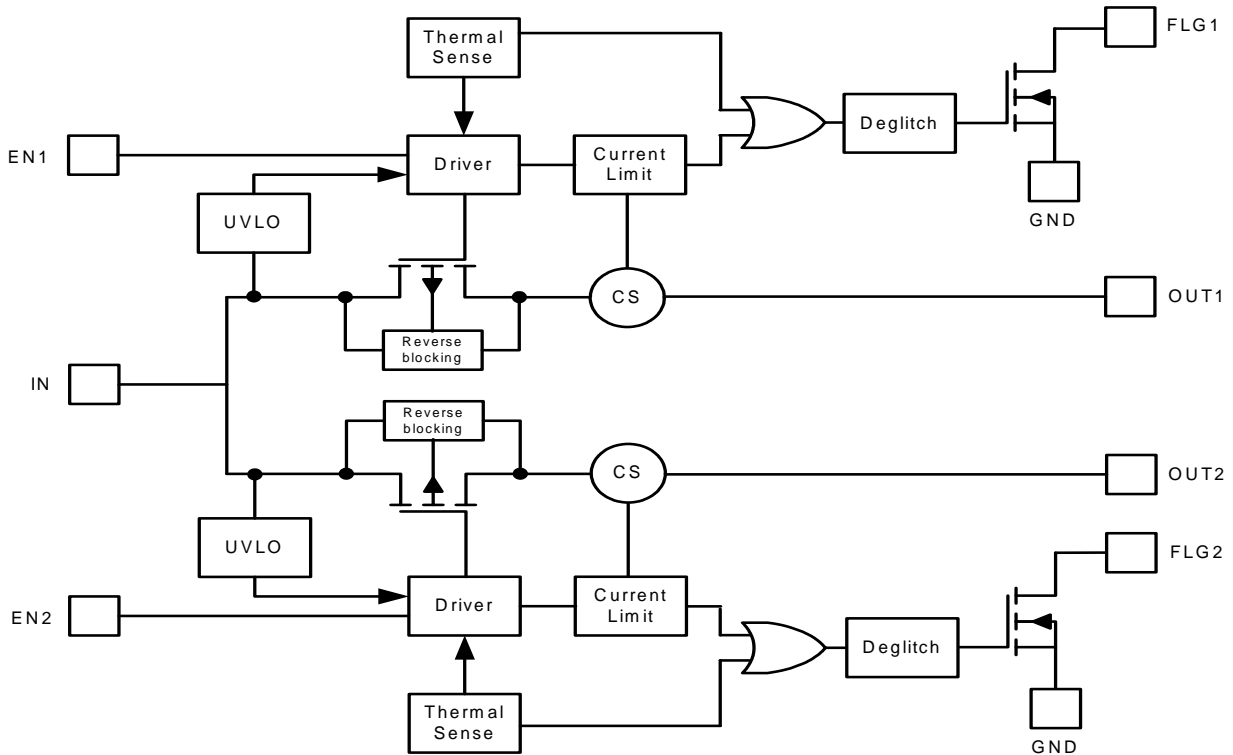 Thermal
Sense
FLG1
EN1
Driver
Current
Limit
Deglitch
GND
UVLO
CS
OUT1
Reverse
blocking
IN
Reverse
blocking
CS
OUT2
UVLO
FLG2
EN2
Driver
Current
Limit
Deglitch
Thermal
Sense
GND